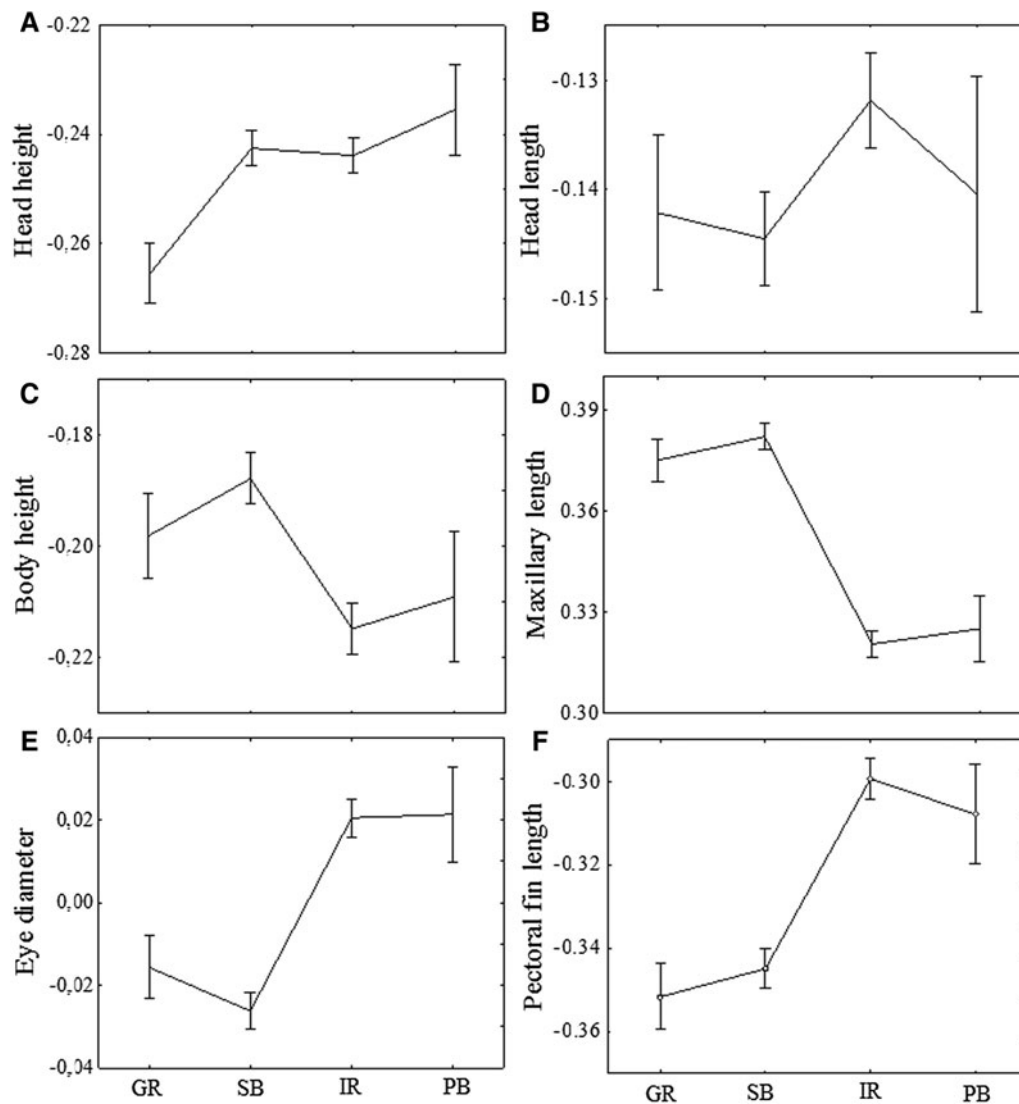 A
-0.22
-0.24
-0.26
-0.28
Head height
B
-0.13
-0.14
-0.15
Head length
C
-0.18
-0.20
-0.22
Body height
D
0.39
0.36
0.33
0.30
Maxillary length
E
0.04
0.02
0.00
-0.02
-0.04
Eye diameter
F
-0.30
-0.32
-0.34
-0.36
Pectoral fin length
GR SB IR PB
GR SB IR PB